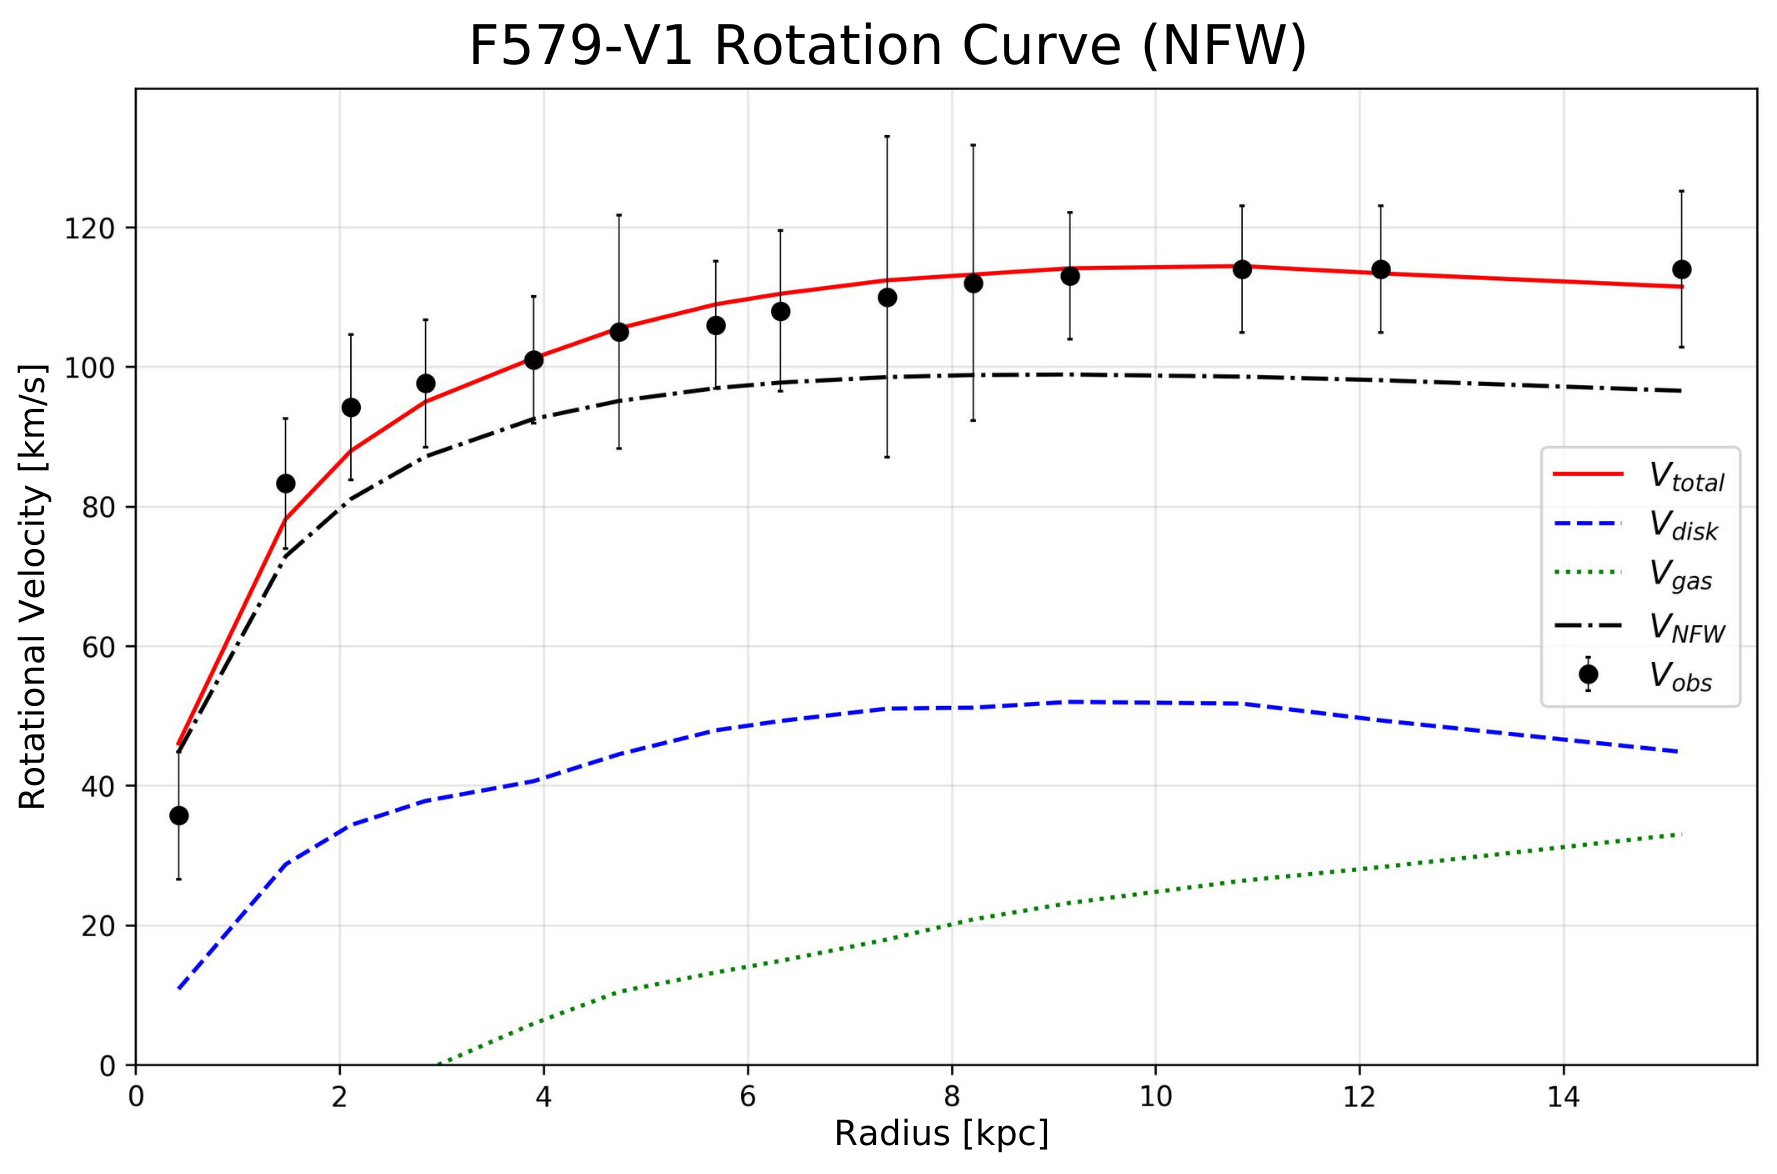 F579-V1 Rotation Curve (NFW)
Rotational Velocity [km/s]
120
100
80
60
40
20
0
0 2 4 6 8 10 12 14
Radius [kpc]
V_total
V_disk
V_gas
V_NFW
V_obs